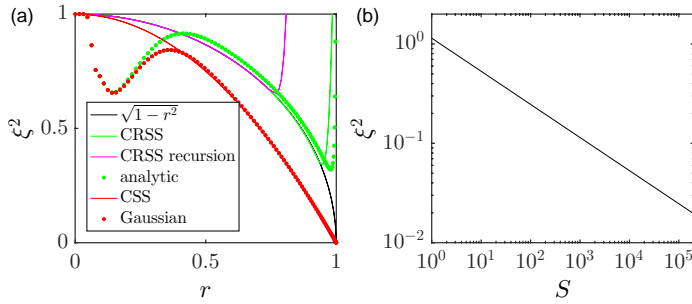 (a)
1
0.5
0
ξ²
√1 − r²
CRSS
CRSS recursion
analytic
CSS
Gaussian
0
0.5
1
r
(b)
10⁰
10⁻¹
10⁻²
ξ²
10⁰
10¹
10²
10³
10⁴
10⁵
S